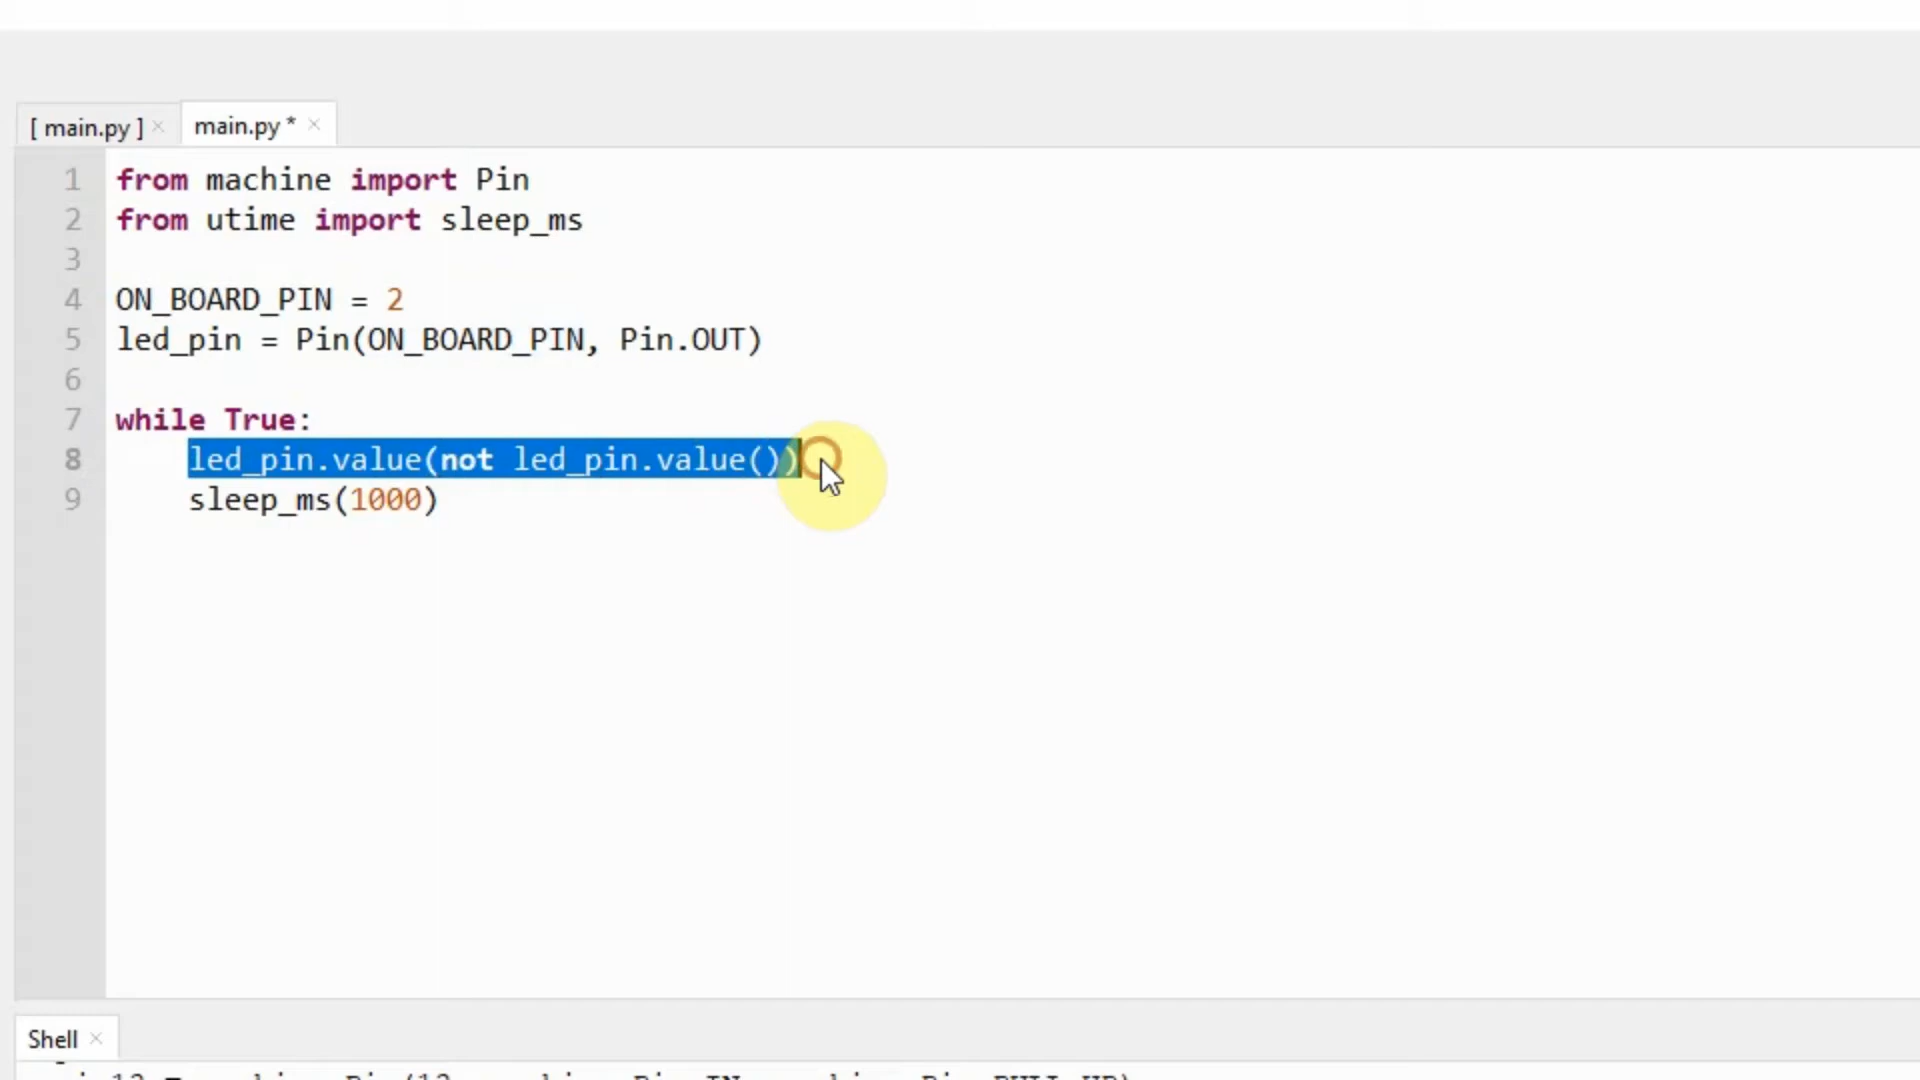 [ main.py ] ×
main.py * ×
1 from machine import Pin
2 from utime import sleep_ms
3
4 ON_BOARD_PIN = 2
5 led_pin = Pin(ON_BOARD_PIN, Pin.OUT)
6
7 while True:
8 led_pin.value(not led_pin.value())
9 sleep_ms(1000)
Shell ×